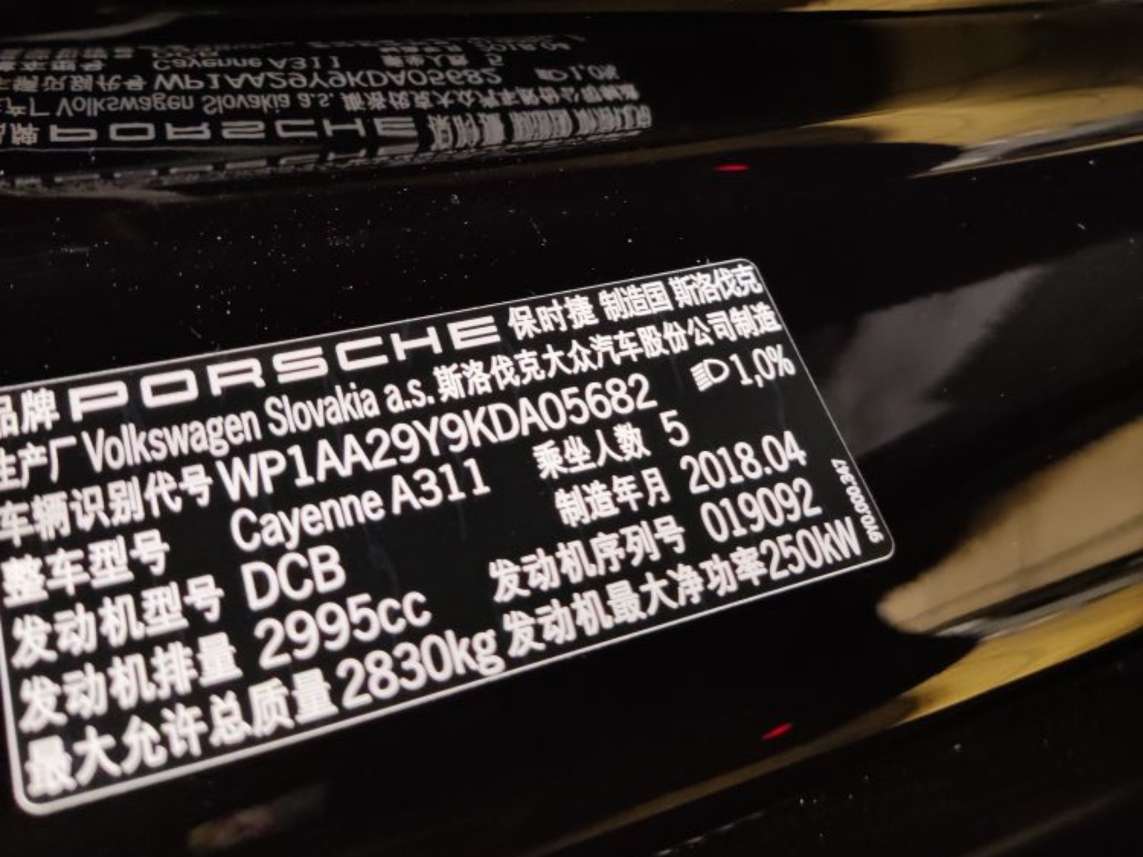 品牌 PORSCHE 保时捷 制造国 斯洛伐克
生产厂 Volkswagen Slovakia a.s. 斯洛伐克大众汽车股份公司制造
车辆识别代号 WP1AA29Y9KDA05682 1,0%
整车型号 Cayenne A311 乘坐人数 5
发动机型号 DCB 制造年月 2018.04
发动机排量 2995cc 发动机序列号 019092
最大允许总质量 2830kg 发动机最大净功率 250kW
9Y0.000.347